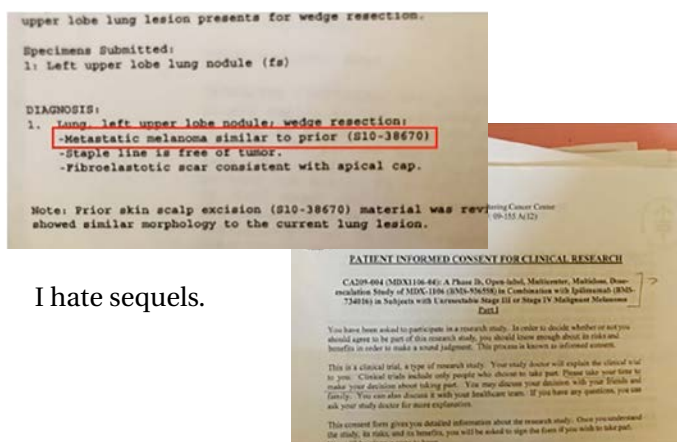 upper lobe lung lesion presents for wedge resection.
Specimens Submitted:
1: Left upper lobe lung nodule (fs)
DIAGNOSIS:
1. Lung, left upper lobe nodule; wedge resection:
-Metastatic melanoma similar to prior (S10-38670)
-Staple line is free of tumor.
-Fibroelastotic scar consistent with apical cap.
Note: Prior skin scalp excision (S10-38670) material was rev
showed similar morphology to the current lung lesion.
I hate sequels.
ttering Cancer Center
09-155 A(12)
PATIENT INFORMED CONSENT FOR CLINICAL RESEARCH
CA209-004 (MDX1106-04): A Phase Ib, Open-label, Multicenter, Multidose, Dose-
escalation Study of MDX-1106 (BMS-936558) in Combination with Ipilimumab (BMS-
734016) in Subjects with Unresectable Stage III or Stage IV Malignant Melanoma
Part I
You have been asked to participate in a research study. In order to decide whether or not you
should agree to be part of this research study, you should know enough about its risks and
benefits in order to make a sound judgment. This process is known as informed consent.
This is a clinical trial, a type of research study. Your study doctor will explain the clinical trial
to you. Clinical trials include only people who choose to take part. Please take your time to
make your decision about taking part. You may discuss your decision with your friends and
family. You can also discuss it with your healthcare team. If you have any questions, you can
ask your study doctor for more explanation.
This consent form gives you detailed information about the research study. Once you understand
the study, its risks, and its benefits, you will be asked to sign the form if you wish to take part.